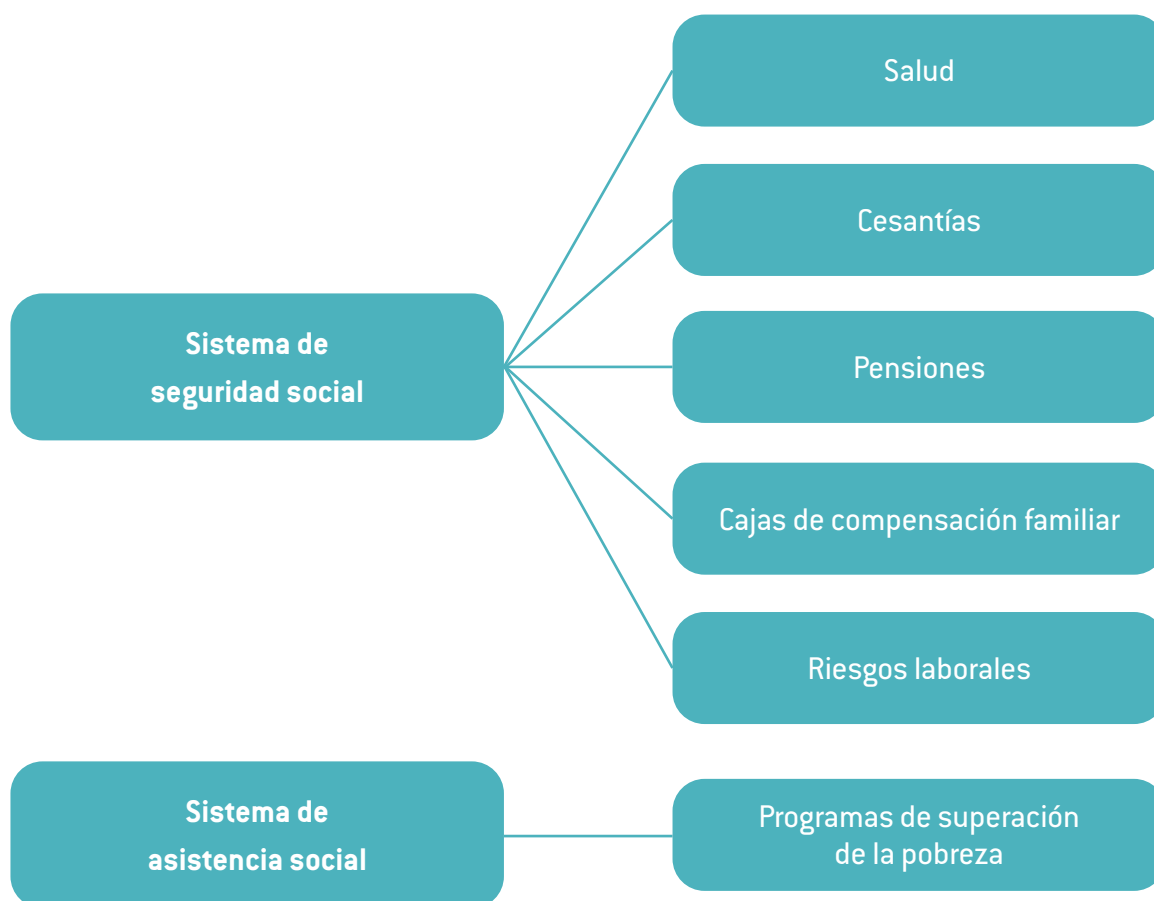 Salud
Cesantías
Sistema de
seguridad social
Pensiones
Cajas de compensación familiar
Riesgos laborales
Sistema de
asistencia social
Programas de superación
de la pobreza